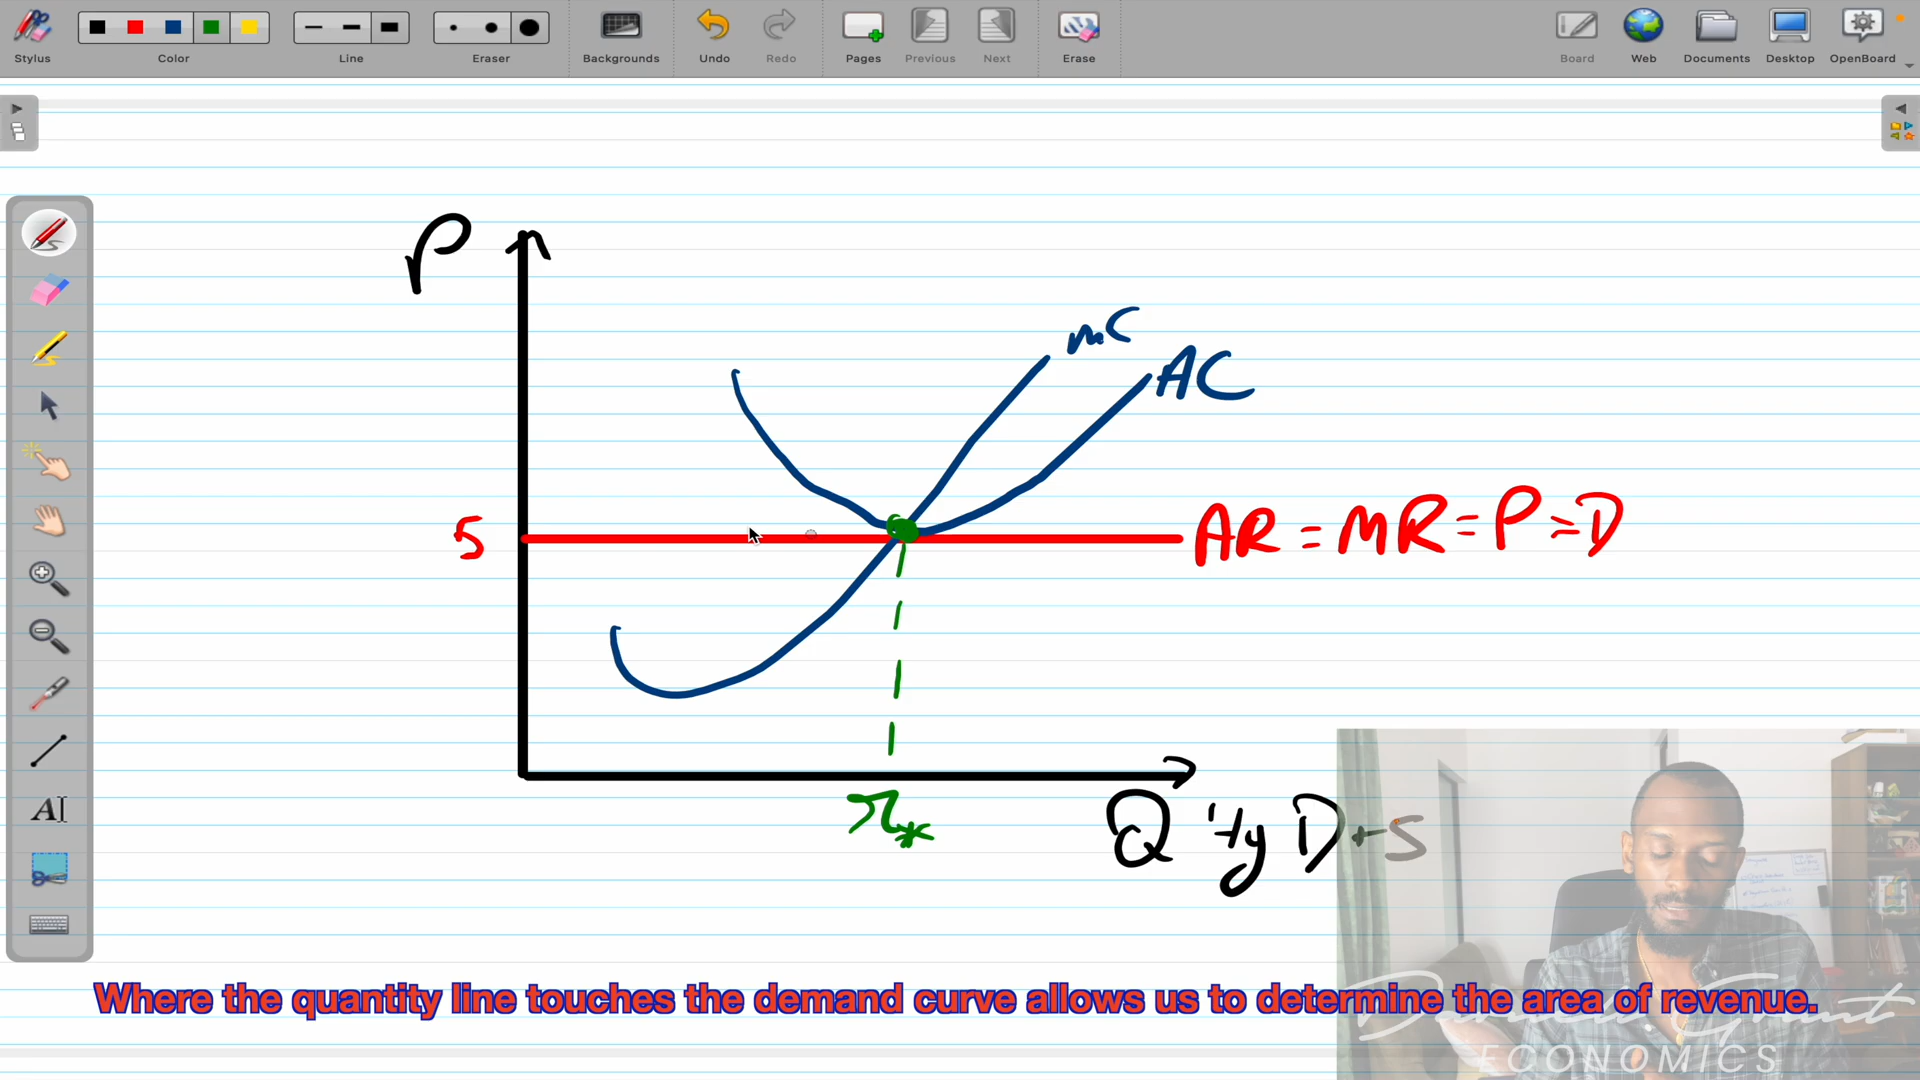 Stylus Color Line Eraser Backgrounds Undo Redo Pages Previous Next Erase Board Web Documents Desktop OpenBoard
P
mC
AC
5 AR = MR = P = D
π*
Q'ty D+S
Where the quantity line touches the demand curve allows us to determine the area of revenue.
ECONOMICS